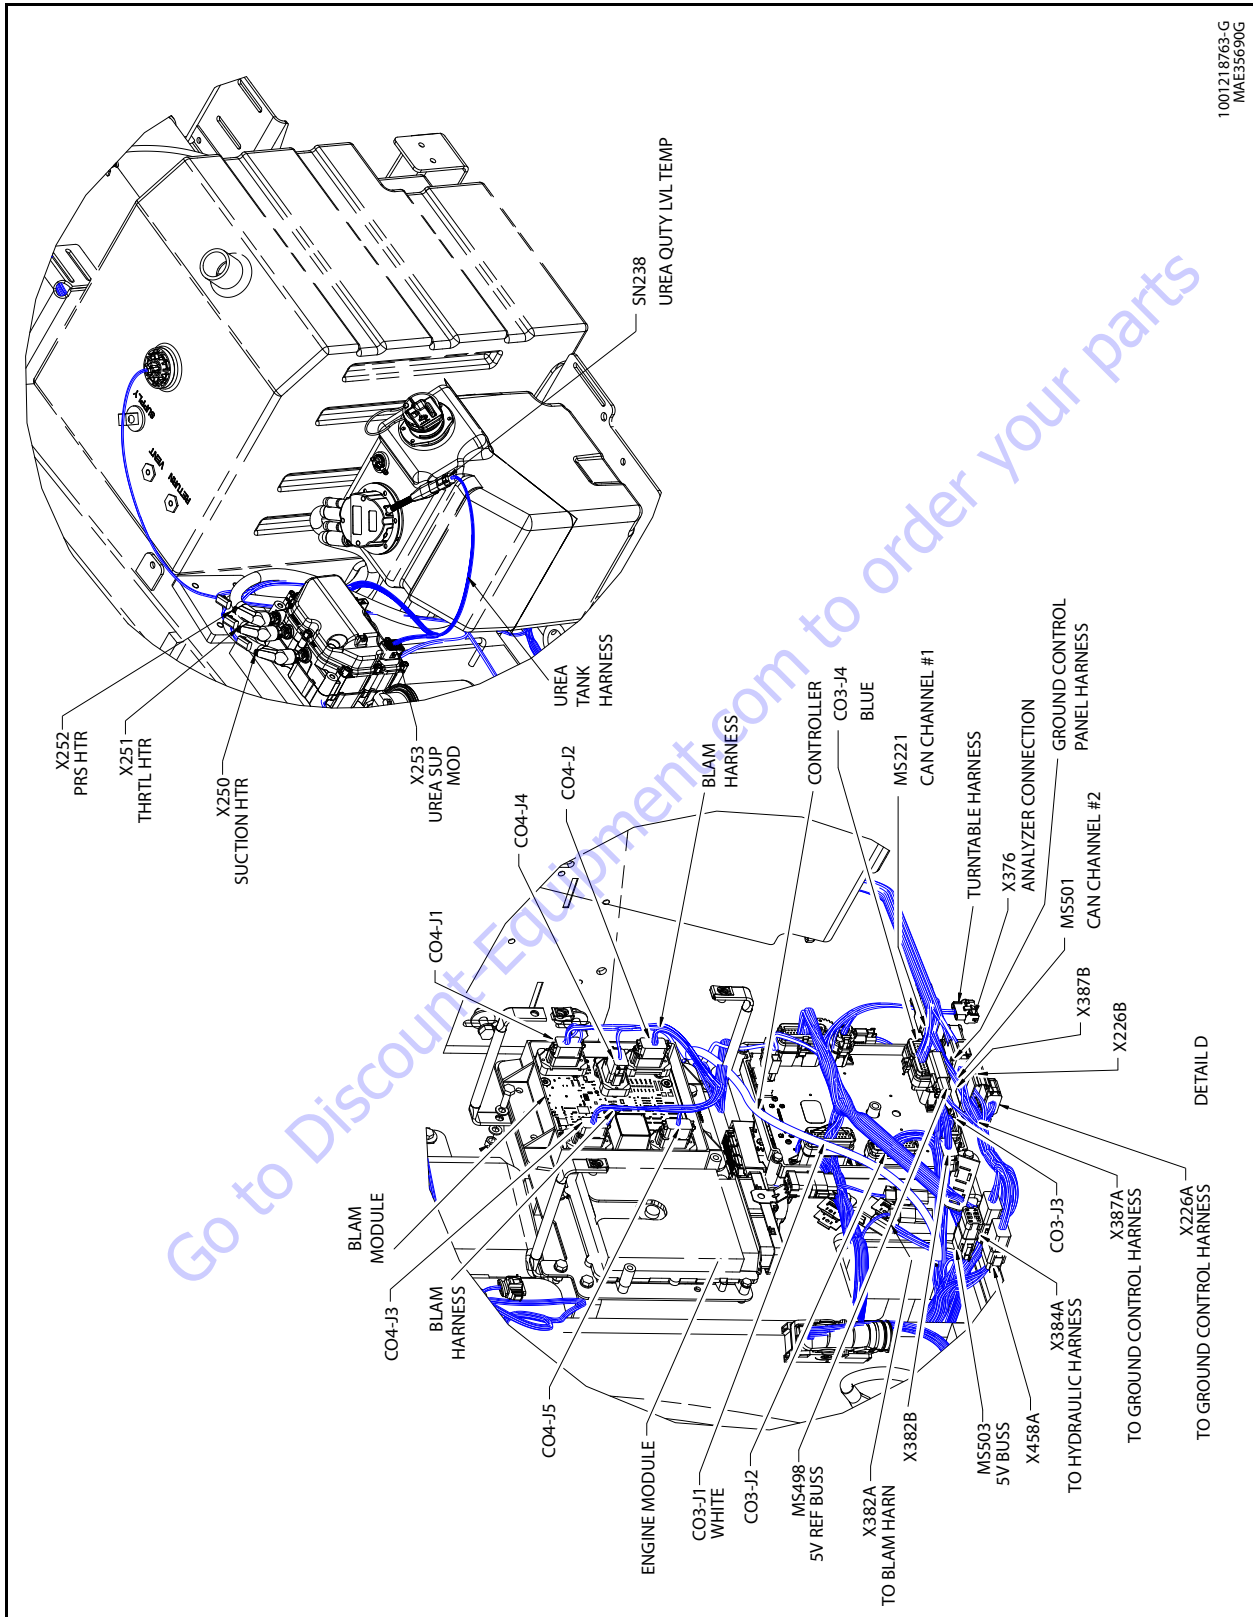 X252
PRS HTR
X251
THRTL HTR
X250
SUCTION HTR
X253
UREA SUP
MOD
UREA
TANK
HARNESS
SN238
UREA QUTY LVL TEMP
SUPPLY
VENT
RETURN
CO4-J1
CO4-J4
CO4-J2
BLAM
HARNESS
CONTROLLER
CO3-J4
BLUE
MS221
CAN CHANNEL #1
TURNTABLE HARNESS
X376
ANALYZER CONNECTION
GROUND CONTROL
PANEL HARNESS
MS501
CAN CHANNEL #2
X387B
X226B
BLAM
MODULE
CO4-J3
BLAM
HARNESS
CO4-J5
ENGINE MODULE
CO3-J1
WHITE
CO3-J2
MS498
5V REF BUSS
X382A
TO BLAM HARN
X382B
MS503
5V BUSS
X458A
X384A
TO HYDRAULIC HARNESS
CO3-J3
X387A
TO GROUND CONTROL HARNESS
X226A
TO GROUND CONTROL HARNESS
DETAIL D
1001218763-G
MAE35690G
Go to Discount-Equipment.com to order your parts